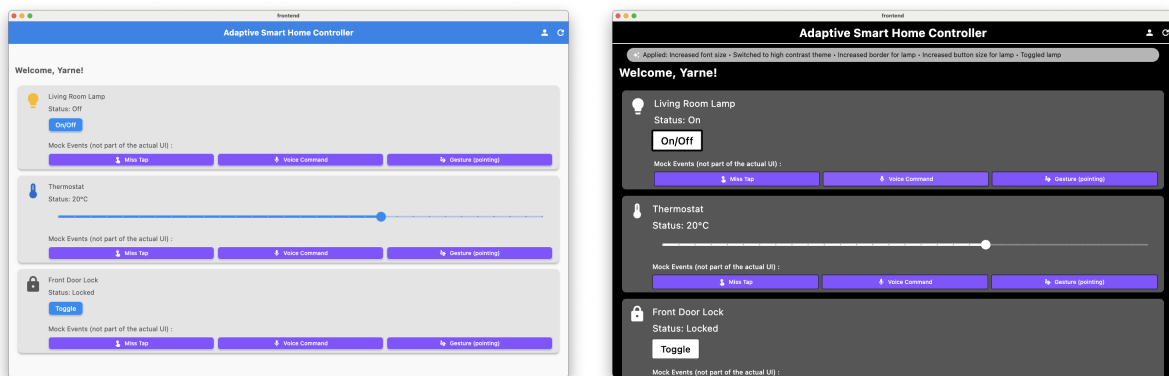 frontend
Adaptive Smart Home Controller
Welcome, Yarne!
Living Room Lamp
Status: Off
On/Off
Mock Events (not part of the actual UI) :
Miss Tap Voice Command Gesture (pointing)
Thermostat
Status: 20°C
Mock Events (not part of the actual UI) :
Miss Tap Voice Command Gesture (pointing)
Front Door Lock
Status: Locked
Toggle
Mock Events (not part of the actual UI) :
Miss Tap Voice Command Gesture (pointing)
frontend
Adaptive Smart Home Controller
Applied: Increased font size • Switched to high contrast theme • Increased border for lamp • Increased button size for lamp • Toggled lamp
Welcome, Yarne!
Living Room Lamp
Status: On
On/Off
Mock Events (not part of the actual UI) :
Miss Tap Voice Command Gesture (pointing)
Thermostat
Status: 20°C
Mock Events (not part of the actual UI) :
Miss Tap Voice Command Gesture (pointing)
Front Door Lock
Status: Locked
Toggle
Mock Events (not part of the actual UI) :